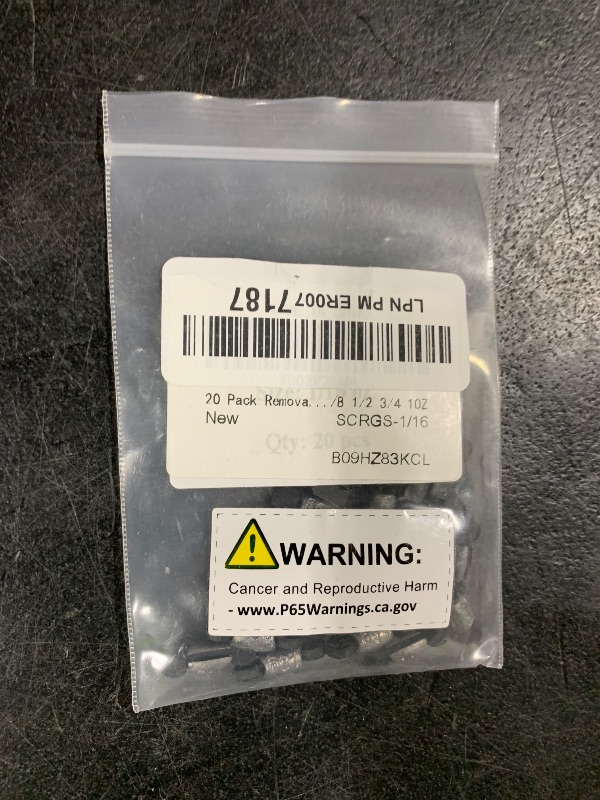 LPN PM ER0077187
20 Pack Remova.../8 1/2 3/4 1OZ
New SCRGS-1/16
Qty: 20 pcs
B09HZ83KCL
WARNING:
Cancer and Reproductive Harm
- www.P65Warnings.ca.gov